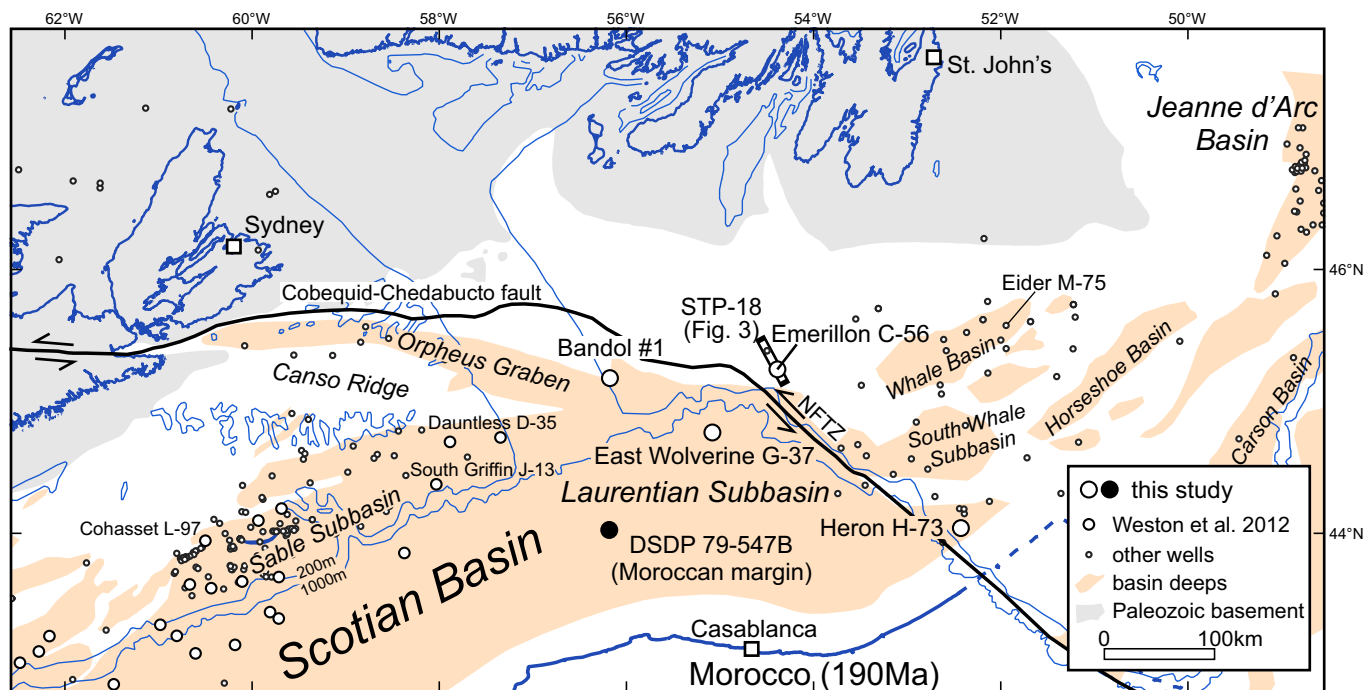 62°W
60°W
58°W
56°W
54°W
52°W
50°W
St. John's
Jeanne d'Arc
Basin
Sydney
46°N
Cobequid-Chedabucto fault
Eider M-75
STP-18
(Fig. 3)
Emerillon C-56
Bandol #1
Orpheus Graben
Canso Ridge
Whale Basin
Horseshoe Basin
NFTZ
South Whale
Subbasin
Carson Basin
Dauntless D-35
East Wolverine G-37
South Griffin J-13
Laurentian Subbasin
Cohasset L-97
Sable Subbasin
Heron H-73
44°N
DSDP 79-547B
(Moroccan margin)
200m
1000m
Scotian Basin
Casablanca
Morocco (190Ma)
this study
Weston et al. 2012
other wells
basin deeps
Paleozoic basement
0 100km